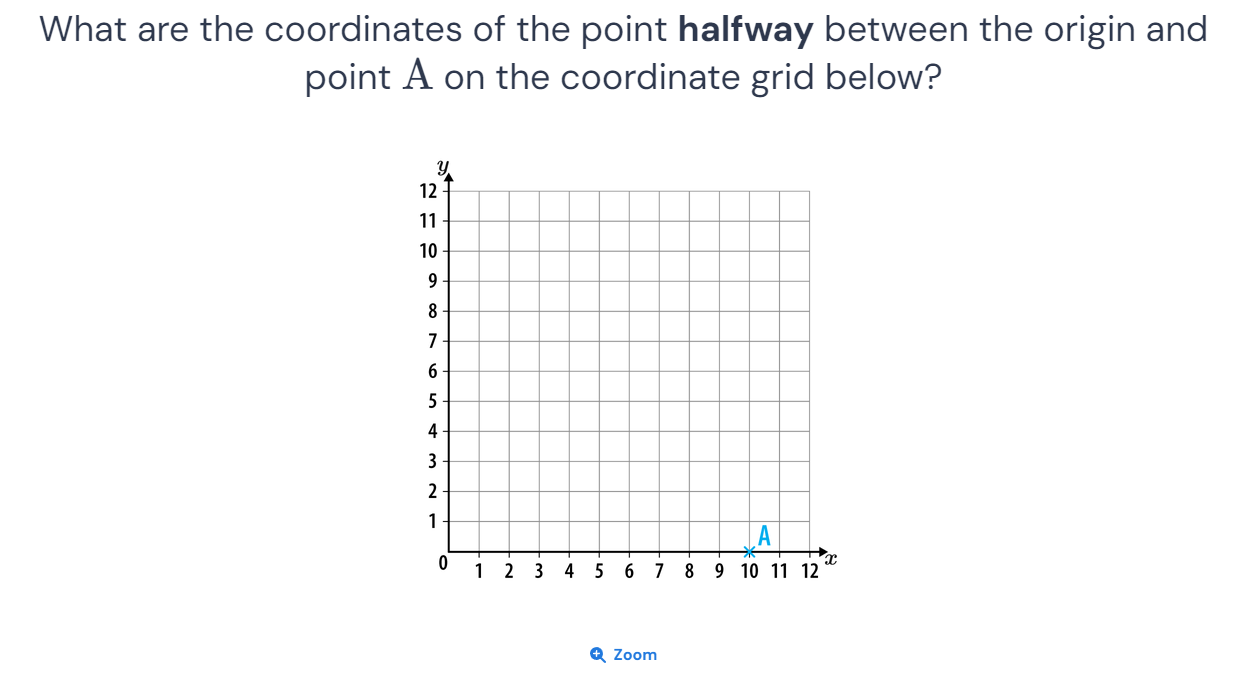 What are the coordinates of the point halfway between the origin and
point A on the coordinate grid below?
y
12
11
10
9
8
7
6
5
4
3
2
1
A
0
x
1 2 3 4 5 6 7 8 9 10 11 12
Zoom